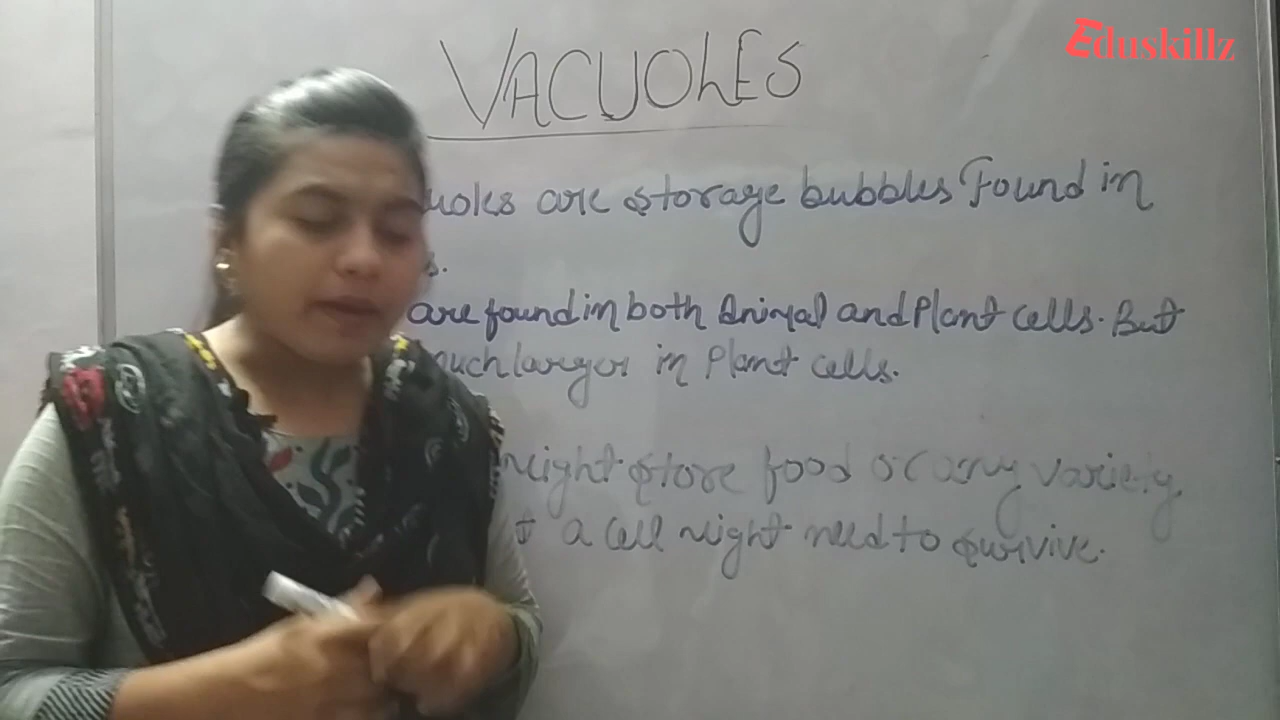 Eduskillz
VACUOLES
uoles are storage bubbles Found in
s.
are found in both Animal and Plant cells. But
much larger in Plant cells.
might store food or any variety
t a cell might need to survive.